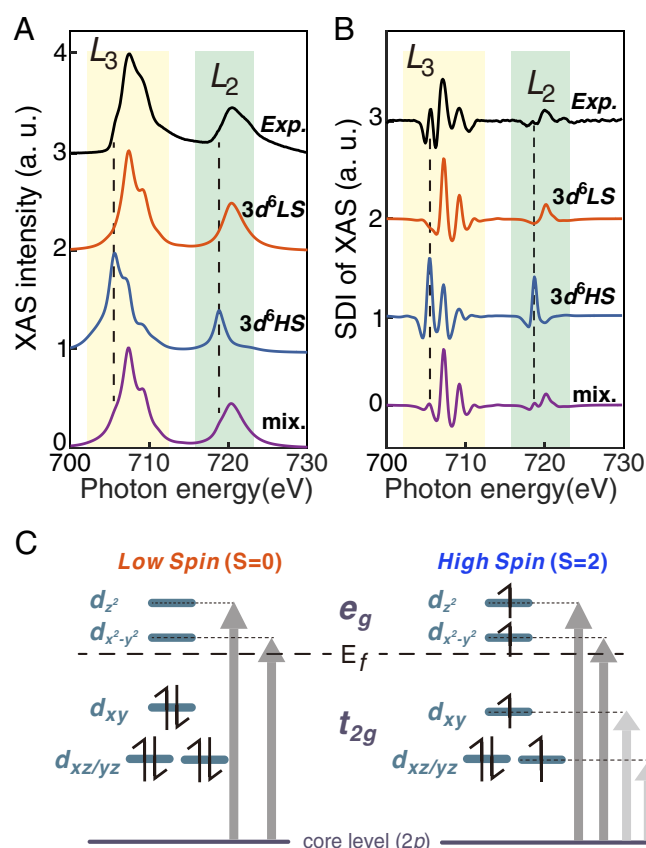 A
B
L3
L2
Exp.
3d⁶LS
3d⁶HS
mix.
4
3
2
1
0
XAS intensity (a. u.)
700 710 720 730
Photon energy(eV)
L3
L2
Exp.
3d⁶LS
3d⁶HS
mix.
3
2
1
0
SDI of XAS (a. u.)
700 710 720 730
Photon energy(eV)
C
Low Spin (S=0)
High Spin (S=2)
dz²
dx²-y²
dxy
dxz/yz
eg
Ef
t2g
dz²
dx²-y²
dxy
dxz/yz
core level (2p)